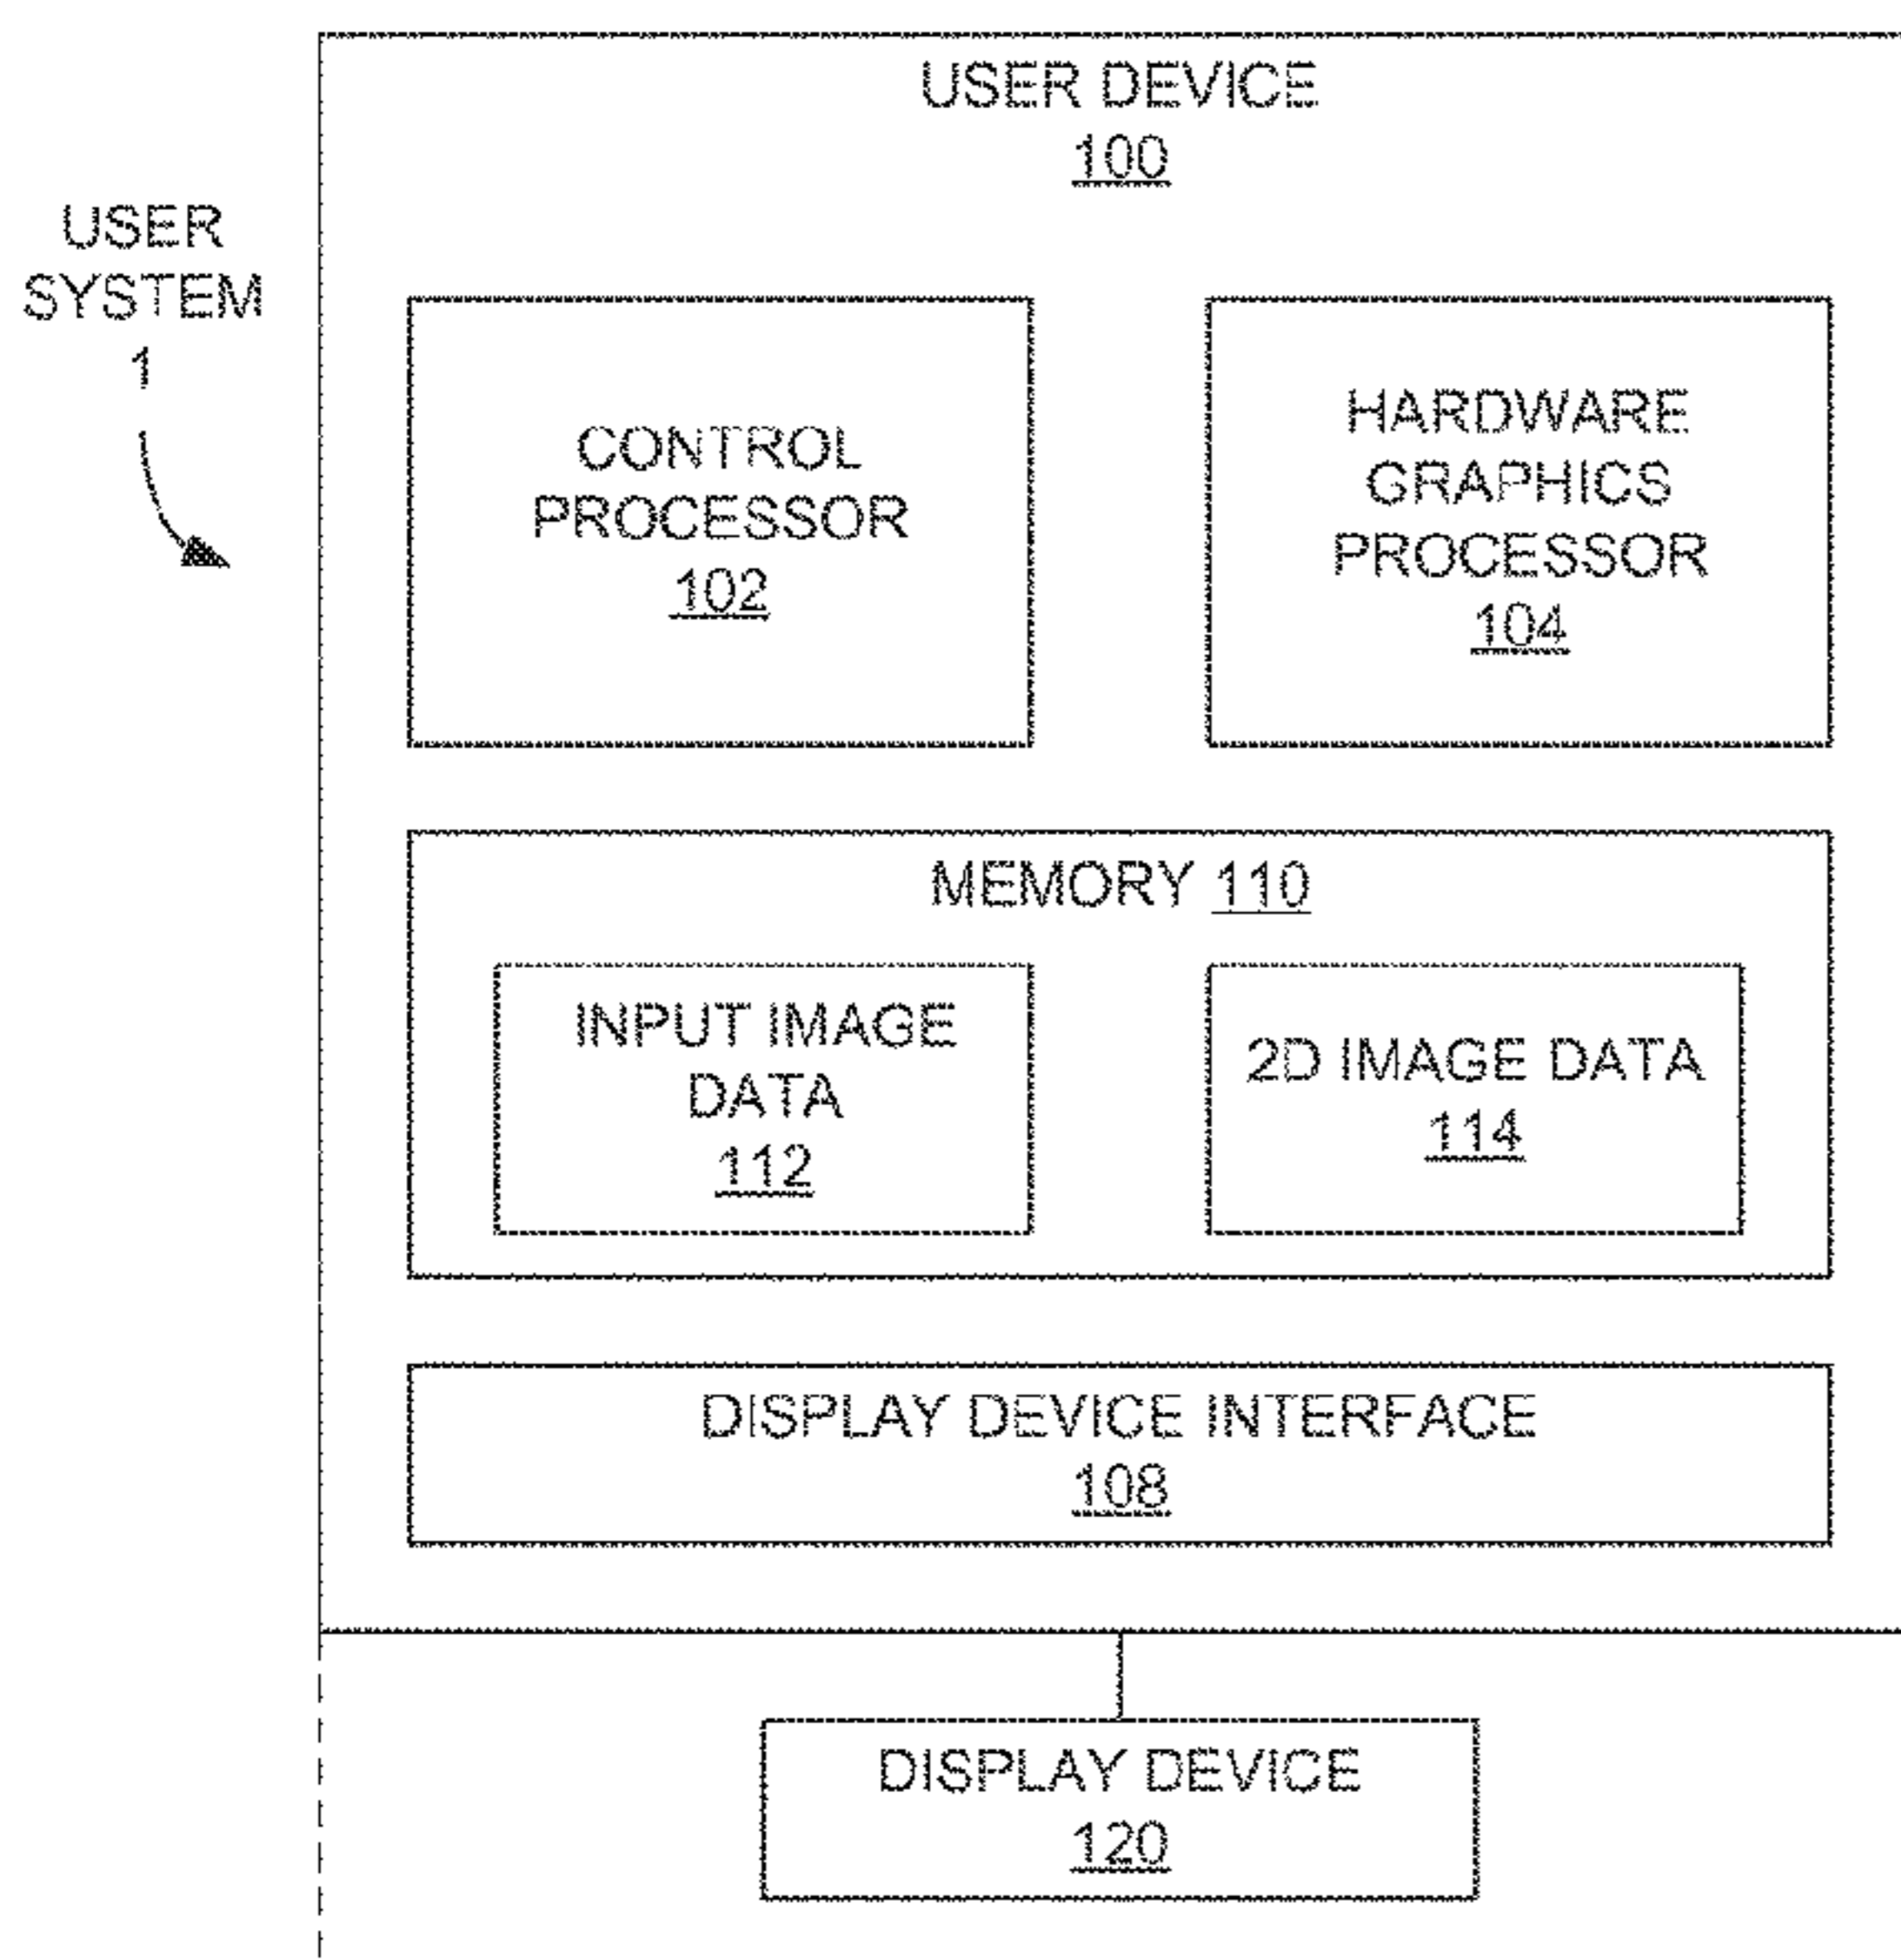 USER DEVICE
100
USER
SYSTEM
1
CONTROL
PROCESSOR
102
HARDWARE
GRAPHICS
PROCESSOR
104
MEMORY 110
INPUT IMAGE
DATA
112
2D IMAGE DATA
114
DISPLAY DEVICE INTERFACE
108
DISPLAY DEVICE
120